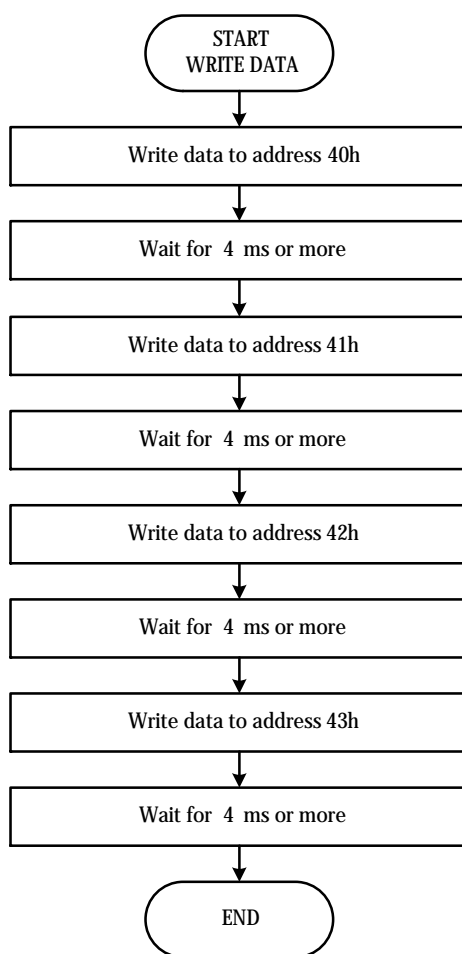 START
WRITE DATA
Write data to address 40h
Wait for 4 ms or more
Write data to address 41h
Wait for 4 ms or more
Write data to address 42h
Wait for 4 ms or more
Write data to address 43h
Wait for 4 ms or more
END